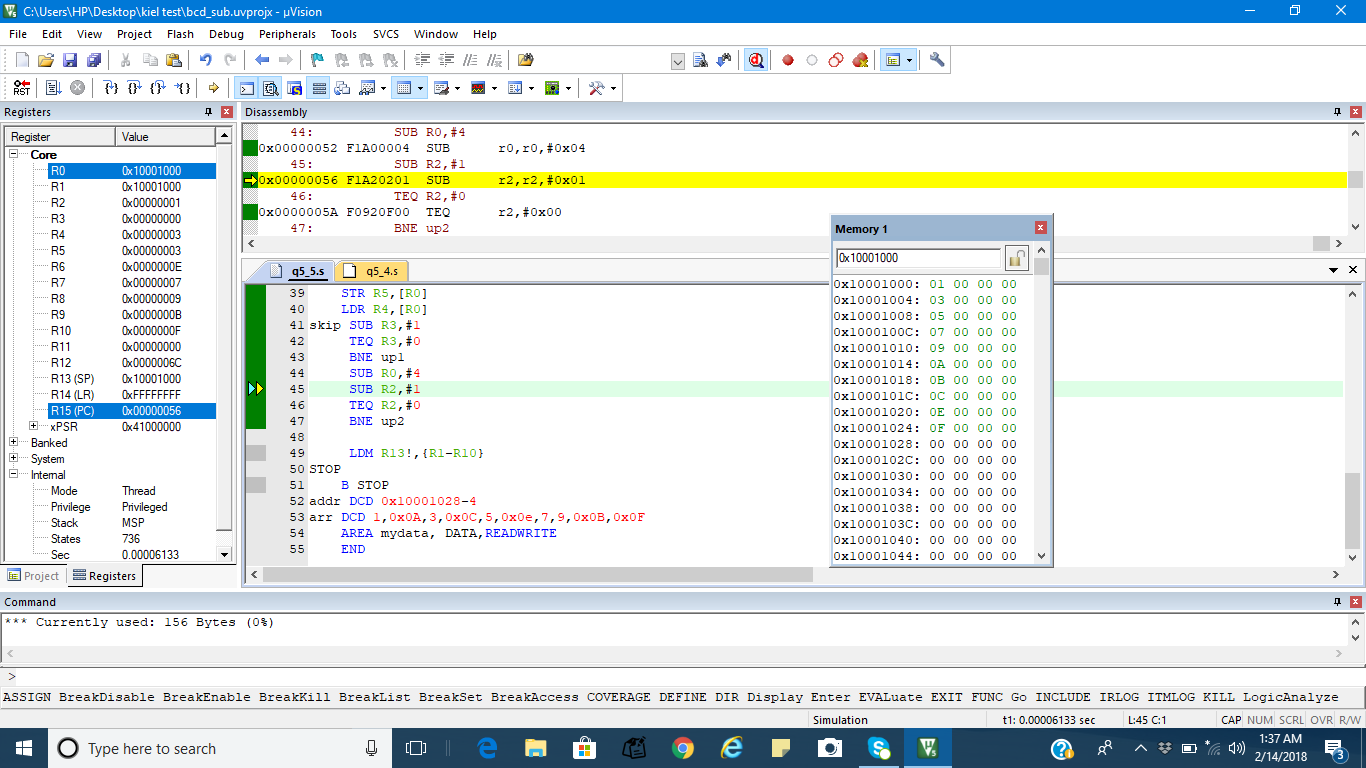 C:\Users\HP\Desktop\kiel test\bcd_sub.uvprojx - µVision
File Edit View Project Flash Debug Peripherals Tools SVCS Window Help
RST
Registers
Register Value
Core
R0 0x10001000
R1 0x10001000
R2 0x00000001
R3 0x00000000
R4 0x00000003
R5 0x00000003
R6 0x0000000E
R7 0x00000007
R8 0x00000009
R9 0x0000000B
R10 0x0000000F
R11 0x00000000
R12 0x0000006C
R13 (SP) 0x10001000
R14 (LR) 0xFFFFFFFF
R15 (PC) 0x00000056
xPSR 0x41000000
Banked
System
Internal
Mode Thread
Privilege Privileged
Stack MSP
States 736
Sec 0.00006133
Project Registers
Disassembly
44: SUB R0,#4
0x00000052 F1A00004 SUB r0,r0,#0x04
45: SUB R2,#1
0x00000056 F1A20201 SUB r2,r2,#0x01
46: TEQ R2,#0
0x0000005A F0920F00 TEQ r2,#0x00
47: BNE up2
q5_5.s q5_4.s
39 STR R5,[R0]
40 LDR R4,[R0]
41 skip SUB R3,#1
42 TEQ R3,#0
43 BNE up1
44 SUB R0,#4
45 SUB R2,#1
46 TEQ R2,#0
47 BNE up2
48
49 LDM R13!,{R1-R10}
50 STOP
51 B STOP
52 addr DCD 0x10001028-4
53 arr DCD 1,0x0A,3,0x0C,5,0x0e,7,9,0x0B,0x0F
54 AREA mydata, DATA,READWRITE
55 END
Memory 1
0x10001000
0x10001000: 01 00 00 00
0x10001004: 03 00 00 00
0x10001008: 05 00 00 00
0x1000100C: 07 00 00 00
0x10001010: 09 00 00 00
0x10001014: 0A 00 00 00
0x10001018: 0B 00 00 00
0x1000101C: 0C 00 00 00
0x10001020: 0E 00 00 00
0x10001024: 0F 00 00 00
0x10001028: 00 00 00 00
0x1000102C: 00 00 00 00
0x10001030: 00 00 00 00
0x10001034: 00 00 00 00
0x10001038: 00 00 00 00
0x1000103C: 00 00 00 00
0x10001040: 00 00 00 00
0x10001044: 00 00 00 00
Command
*** Currently used: 156 Bytes (0%)
>
ASSIGN BreakDisable BreakEnable BreakKill BreakList BreakSet BreakAccess COVERAGE DEFINE DIR Display Enter EVALuate EXIT FUNC Go INCLUDE IRLOG ITMLOG KILL LogicAnalyze
Simulation t1: 0.00006133 sec L:45 C:1 CAP NUM SCRL OVR R/W
Type here to search
1:37 AM
2/14/2018
3